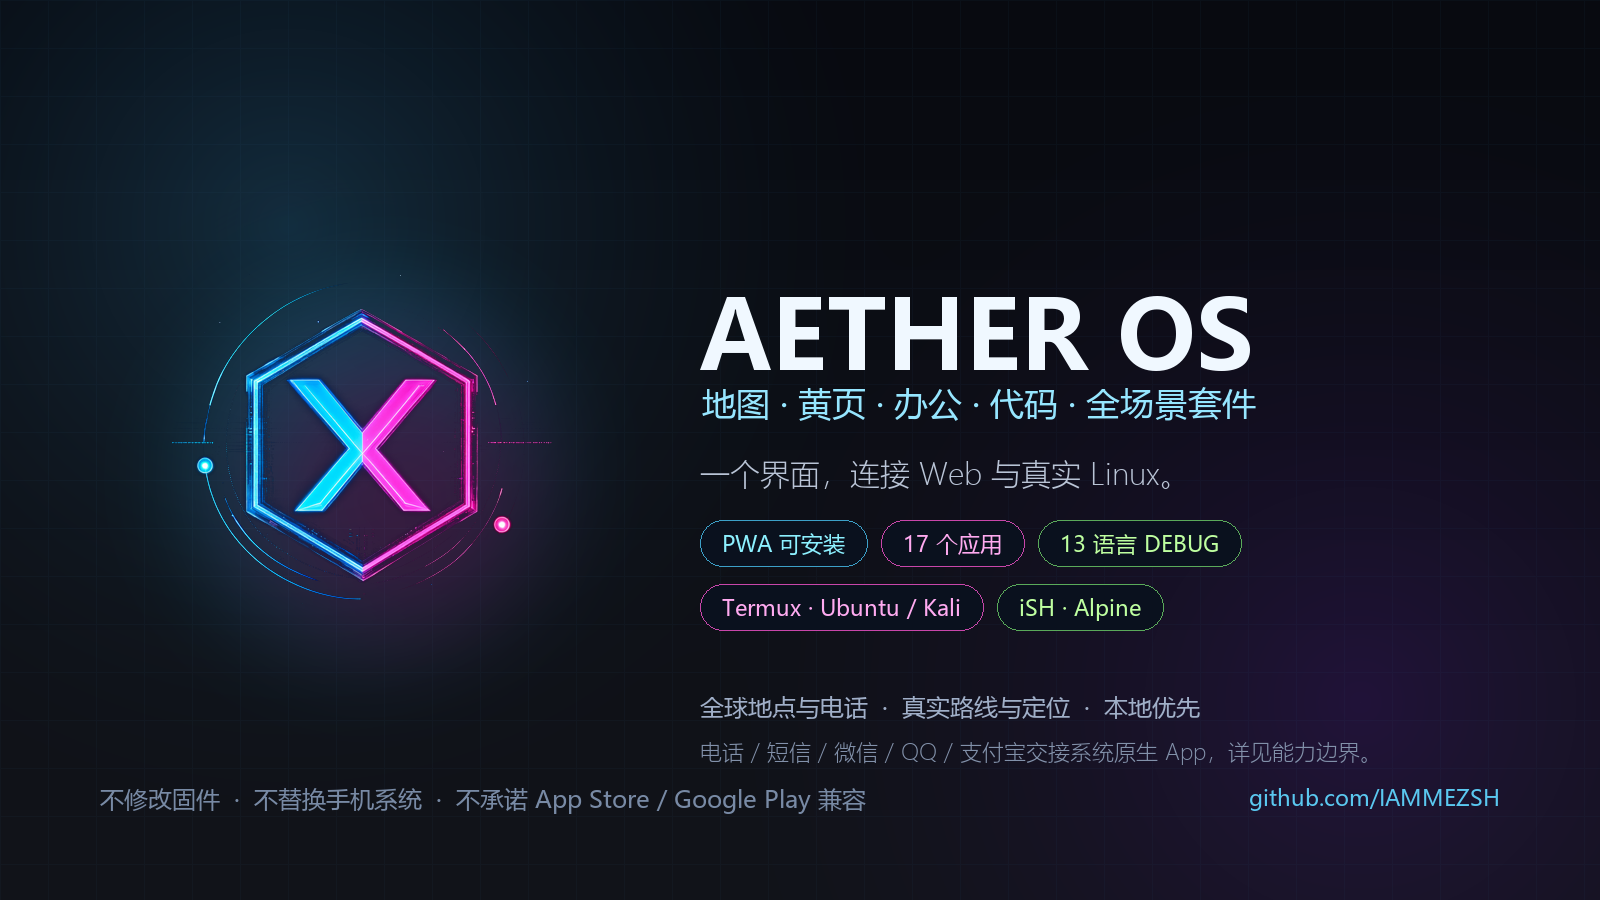 AETHER OS
地图 · 黄页 · 办公 · 代码 · 全场景套件
一个界面，连接 Web 与真实 Linux。
PWA 可安装
17 个应用
13 语言 DEBUG
Termux · Ubuntu / Kali
iSH · Alpine
全球地点与电话 · 真实路线与定位 · 本地优先
电话 / 短信 / 微信 / QQ / 支付宝交接系统原生 App，详见能力边界。
不修改固件 · 不替换手机系统 · 不承诺 App Store / Google Play 兼容
github.com/IAMMEZSH